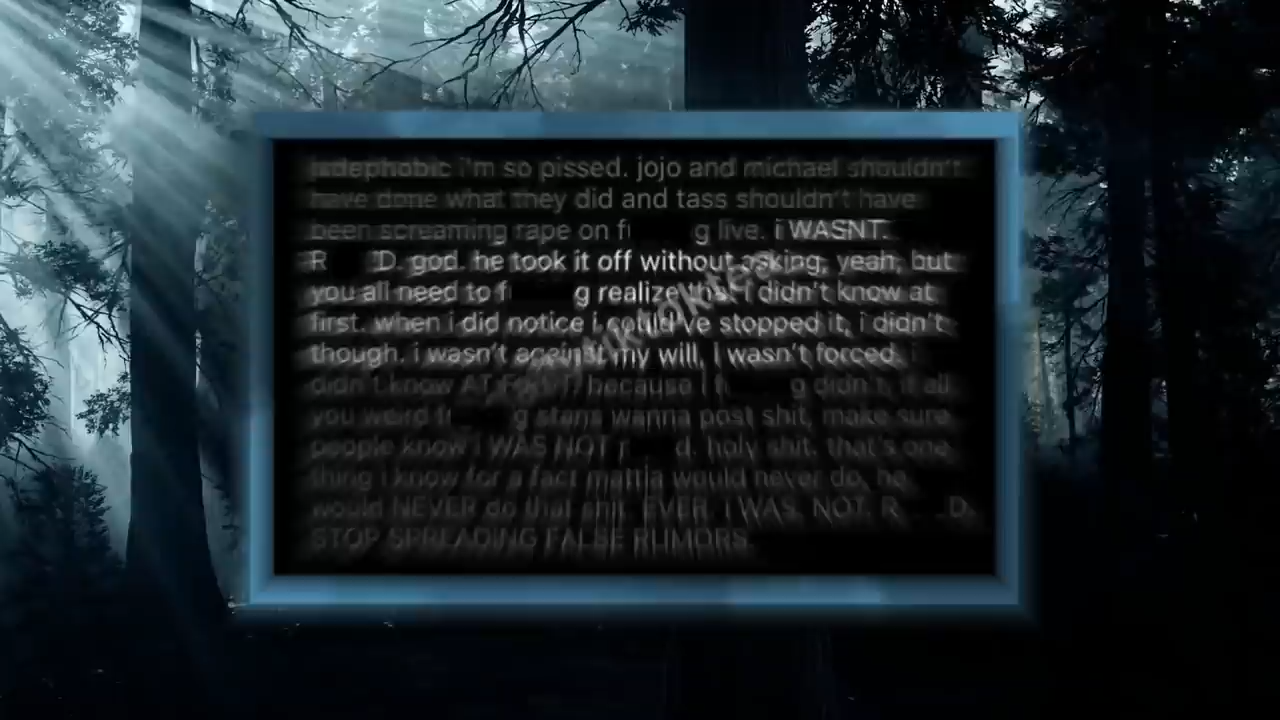 i'm so pissed. jojo and michael shouldn't
have done what they did and tass shouldn't have
been screaming rape on f g live. i WASNT.
R D. god. he took it off without asking, yeah, but
you all need to f g realize that i didn't know at
first. when i did notice i could've stopped it, i didn't
though. i wasn't against my will, i wasn't forced. i
didn't know AT FIRST, because i f g didn't. if all
you weird f g stans wanna post shit, make sure
people know i WAS NOT r d. holy shit. that's one
thing i know for a fact mattia would never do, he
would NEVER do that shit. EVER. I WAS. NOT. R D.
STOP SPREADING FALSE RUMORS.